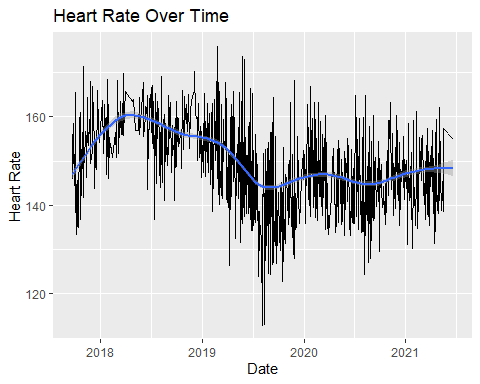 Heart Rate Over Time
160
140
120
Heart Rate
2018 2019 2020 2021
Date